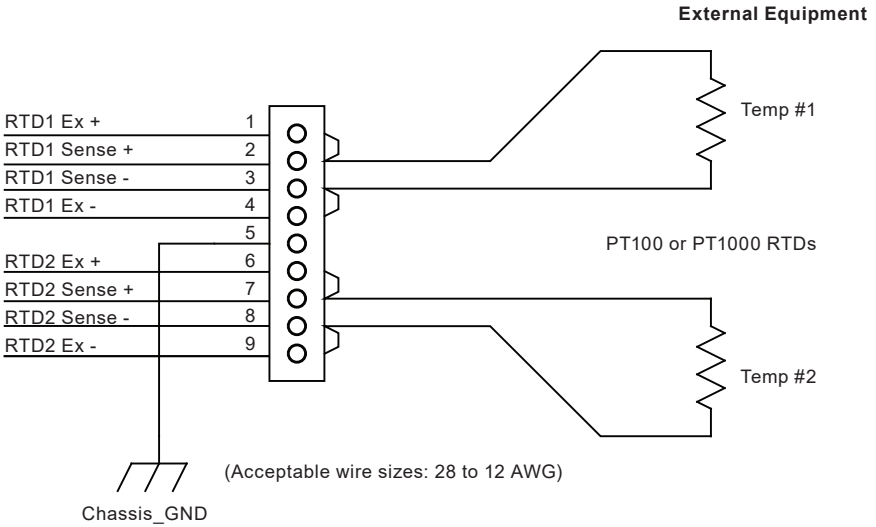 External Equipment
RTD1 Ex + 1
RTD1 Sense + 2
RTD1 Sense - 3
RTD1 Ex - 4
5
RTD2 Ex + 6
RTD2 Sense + 7
RTD2 Sense - 8
RTD2 Ex - 9
Temp #1
PT100 or PT1000 RTDs
Temp #2
(Acceptable wire sizes: 28 to 12 AWG)
Chassis_GND